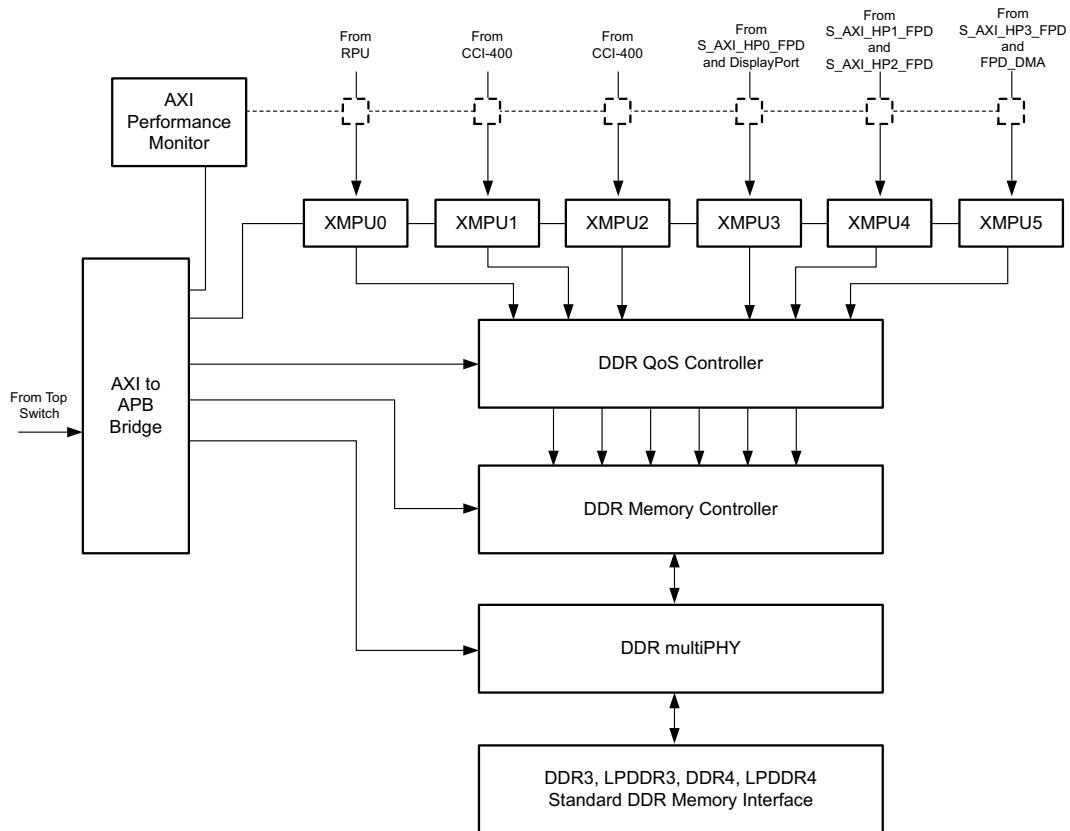 From
RPU
From
CCI-400
From
CCI-400
From
S_AXI_HP0_FPD
and DisplayPort
From
S_AXI_HP1_FPD
and
S_AXI_HP2_FPD
From
S_AXI_HP3_FPD
and
FPD_DMA
AXI
Performance
Monitor
XMPU0
XMPU1
XMPU2
XMPU3
XMPU4
XMPU5
DDR QoS Controller
From Top
Switch
AXI to
APB
Bridge
DDR Memory Controller
DDR multiPHY
DDR3, LPDDR3, DDR4, LPDDR4
Standard DDR Memory Interface